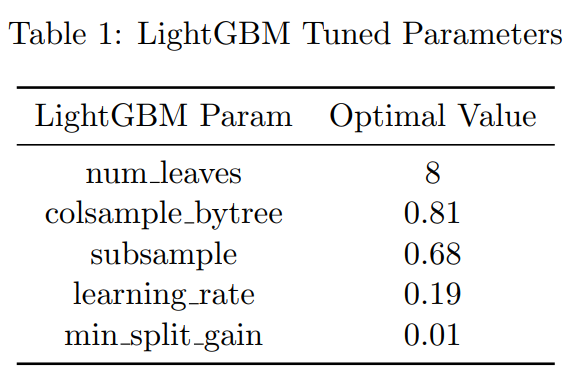 Table 1: LightGBM Tuned Parameters
LightGBM Param Optimal Value
num_leaves 8
colsample_bytree 0.81
subsample 0.68
learning_rate 0.19
min_split_gain 0.01